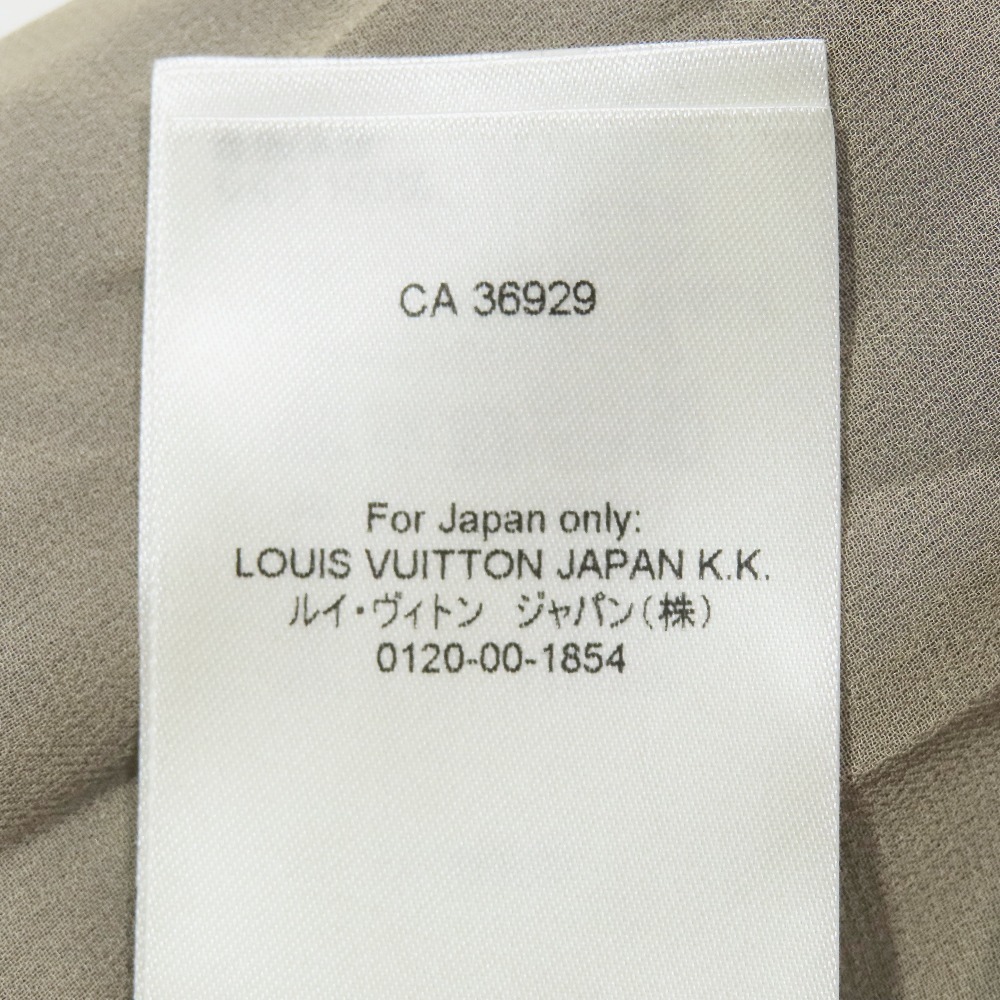 CA 36929
For Japan only:
LOUIS VUITTON JAPAN K.K.
ルイ・ヴィトン　ジャパン（株）
0120-00-1854